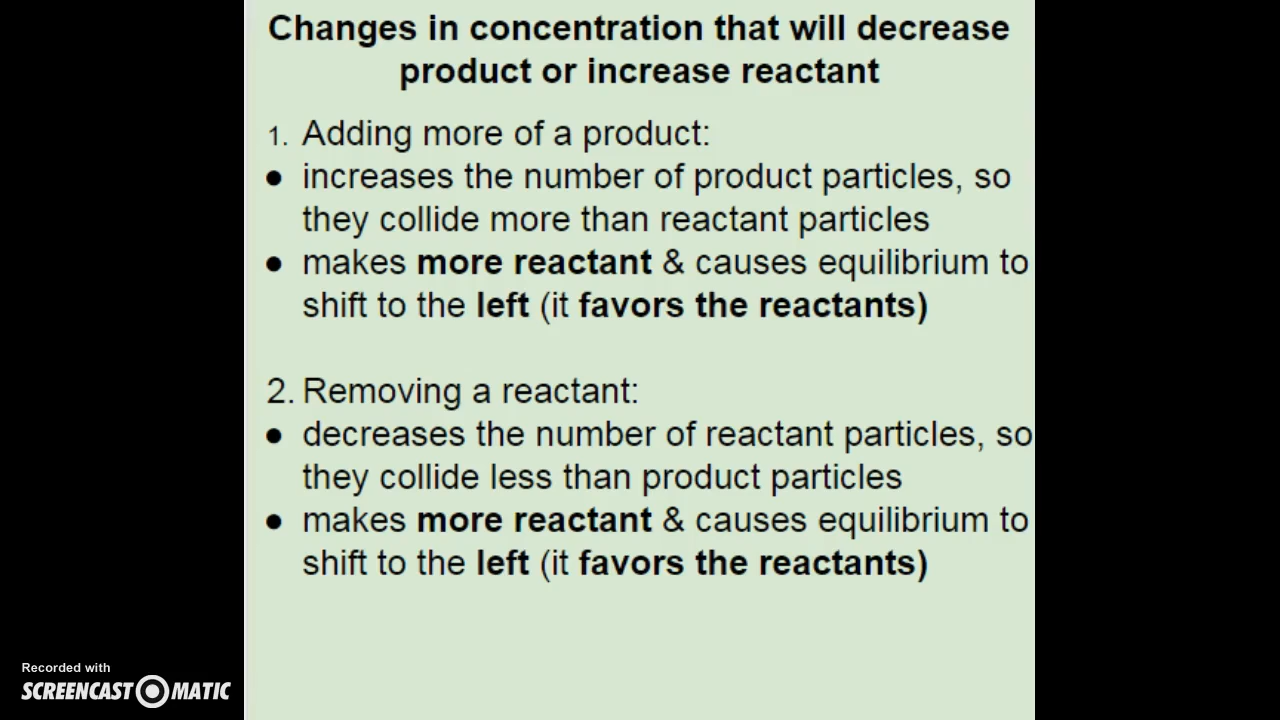 Changes in concentration that will decrease
product or increase reactant
1. Adding more of a product:
● increases the number of product particles, so
they collide more than reactant particles
● makes more reactant & causes equilibrium to
shift to the left (it favors the reactants)
2. Removing a reactant:
● decreases the number of reactant particles, so
they collide less than product particles
● makes more reactant & causes equilibrium to
shift to the left (it favors the reactants)
Recorded with
SCREENCAST MATIC